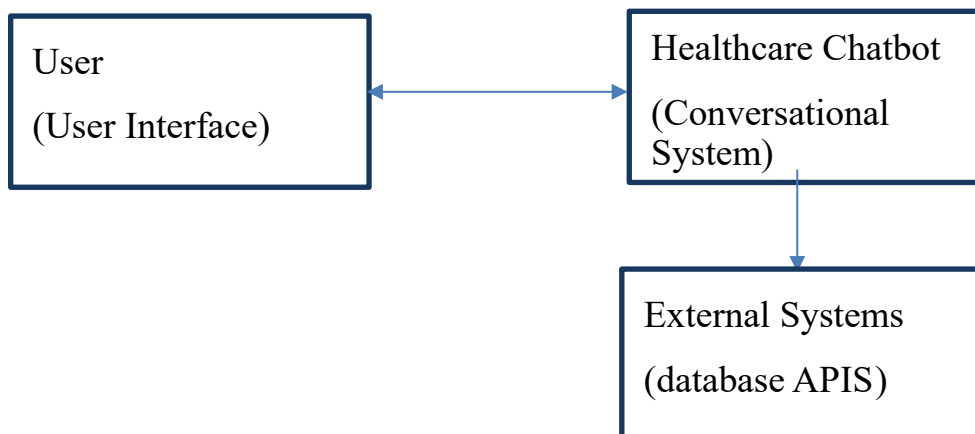 User
(User Interface)
Healthcare Chatbot
(Conversational
System)
External Systems
(database APIS)